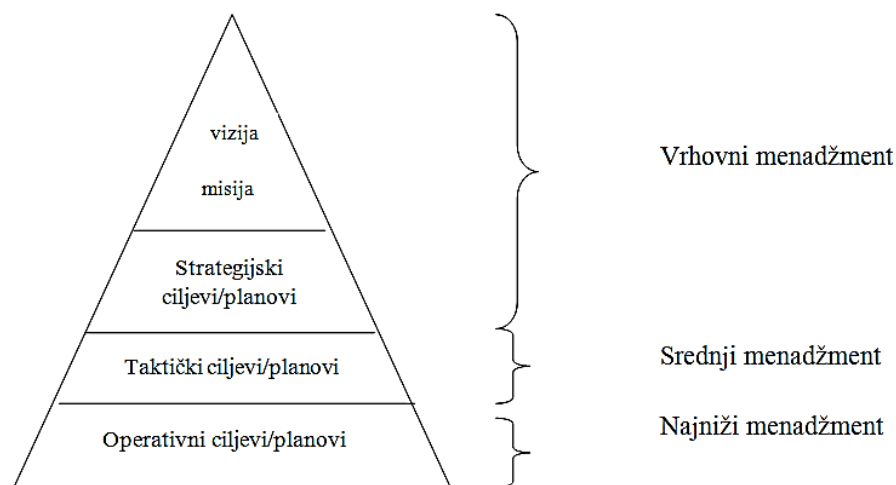 vizija
misija
Strategijski
ciljevi/planovi
Taktički ciljevi/planovi
Operativni ciljevi/planovi
Vrhovni menadžment
Srednji menadžment
Najniži menadžment